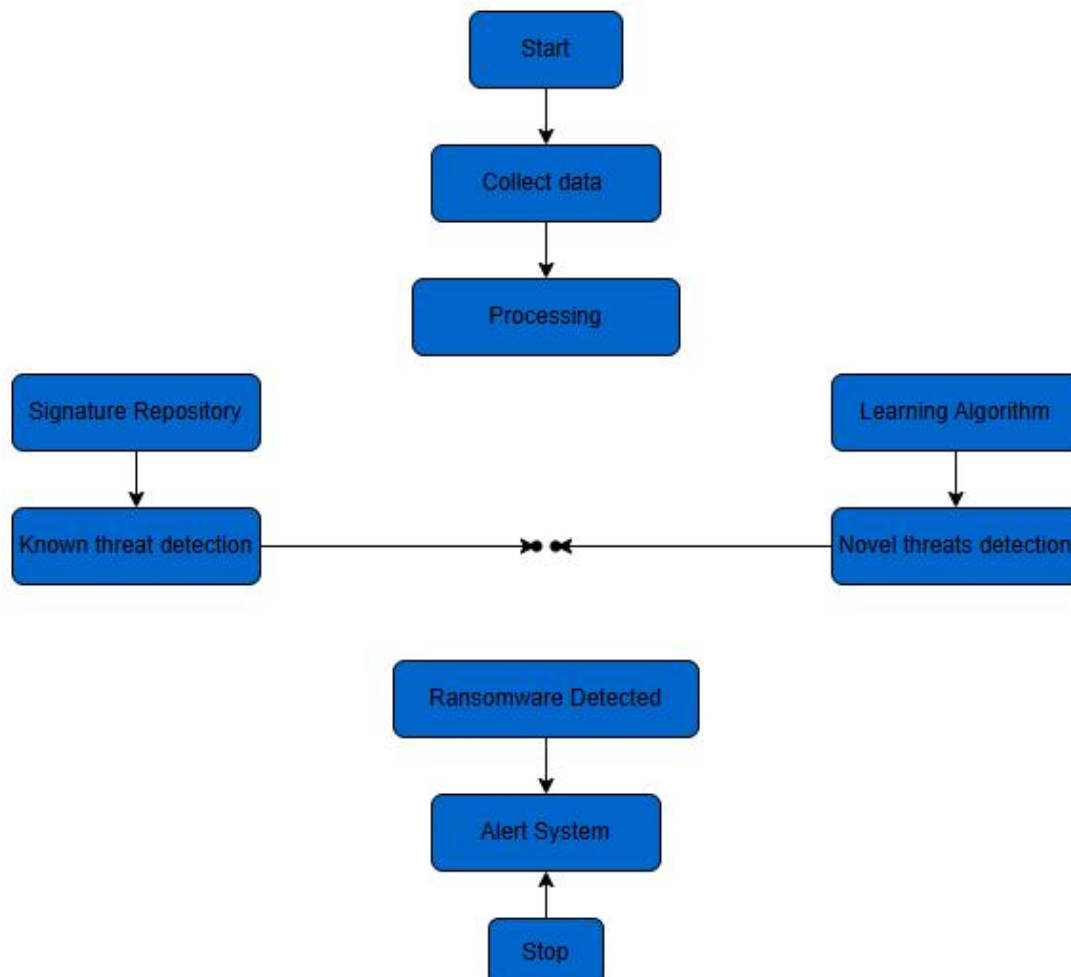 Start
Collect data
Processing
Signature Repository
Learning Algorithm
Known threat detection
Novel threats detection
Ransomware Detected
Alert System
Stop